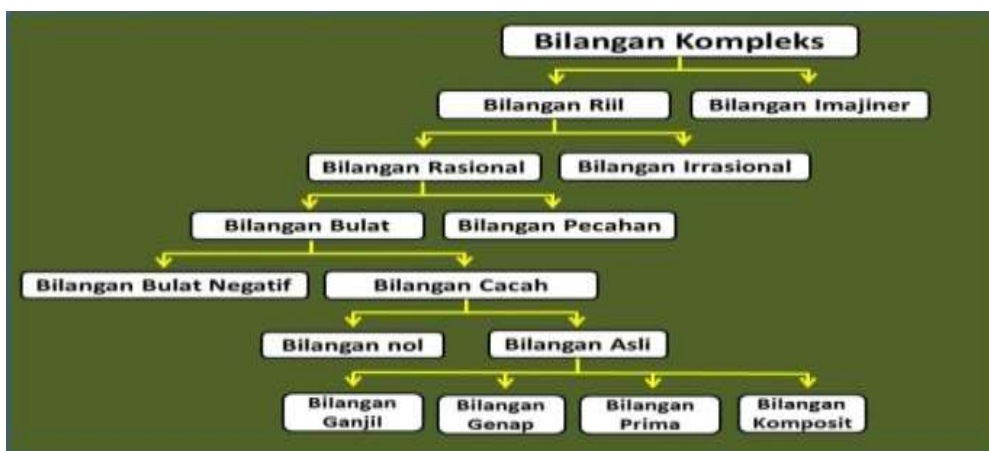 Bilangan Kompleks
Bilangan Riil
Bilangan Imajiner
Bilangan Rasional
Bilangan Irrasional
Bilangan Bulat
Bilangan Pecahan
Bilangan Bulat Negatif
Bilangan Cacah
Bilangan nol
Bilangan Asli
Bilangan
Ganjil
Bilangan
Genap
Bilangan
Prima
Bilangan
Komposit